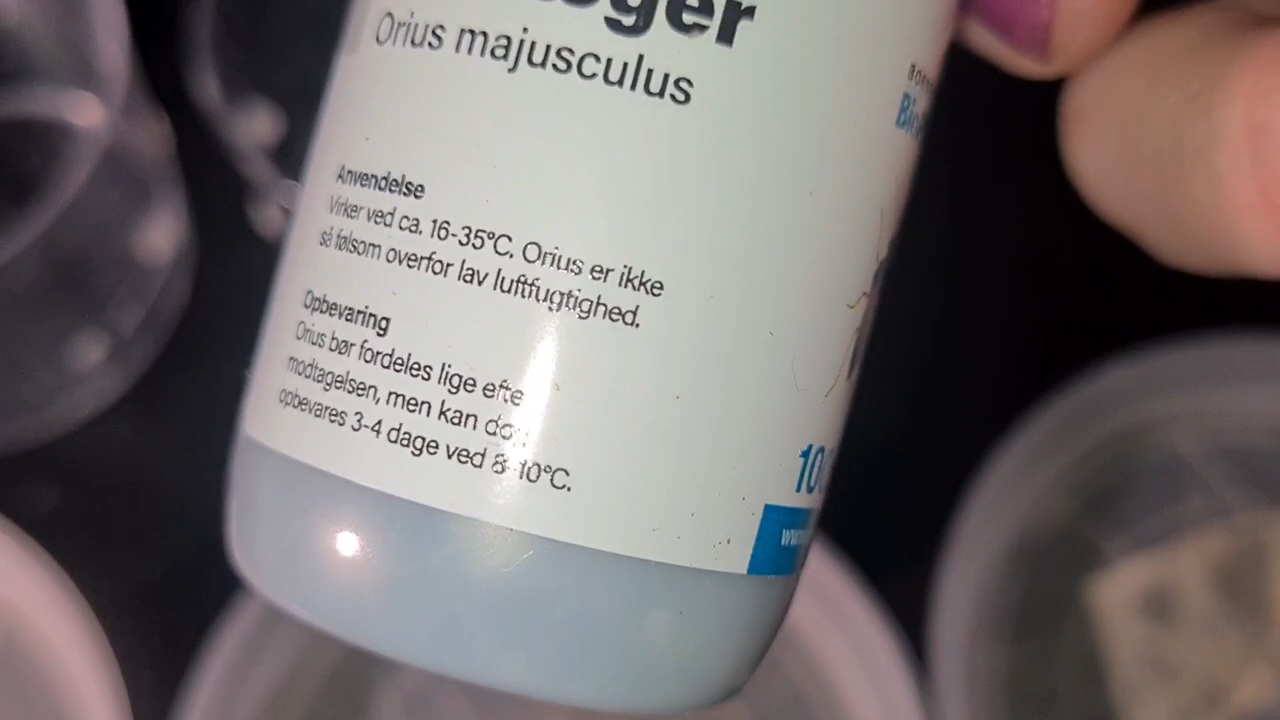 Orius majusculus
Anvendelse
Virker ved ca. 16-35°C. Orius er ikke
så følsom overfor lav luftfugtighed.
Opbevaring
Orius bør fordeles lige efte
modtagelsen, men kan
opbevares 3-4 dage ved 8-10°C.